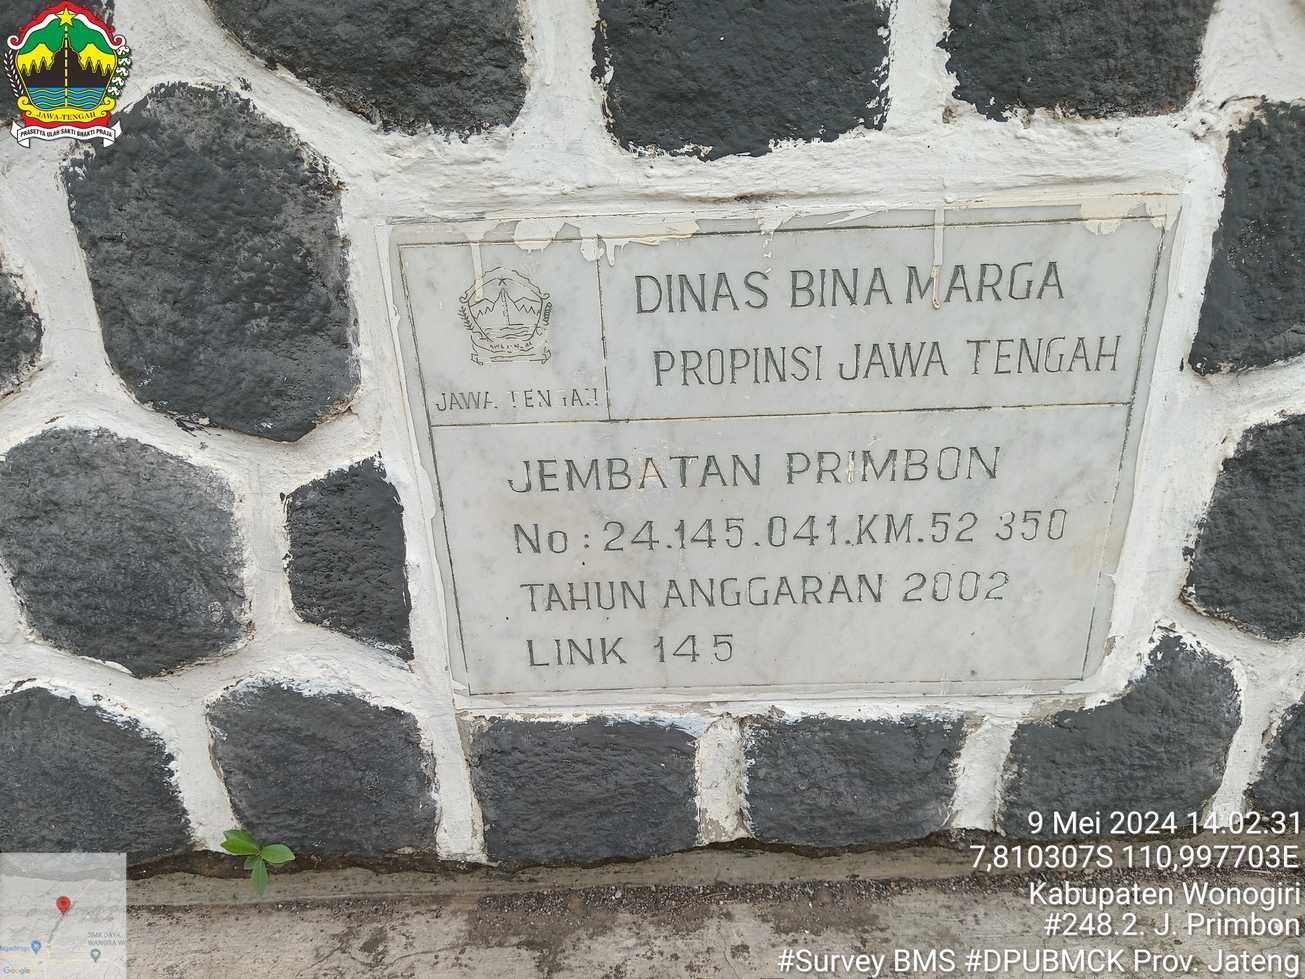 JAWA-TENGAH
PRASETYA ULAH SAKTI BHAKTI PRAJA
DINAS BINA MARGA
PROPINSI JAWA TENGAH
JAWA TENGAH
JEMBATAN PRIMBON
No : 24.145.041.KM.52 350
TAHUN ANGGARAN 2002
LINK 145
9 Mei 2024 14.02.31
7,810307S 110,997703E
Kabupaten Wonogiri
#248.2. J. Primbon
#Survey BMS #DPUBMCK Prov. Jateng
Google